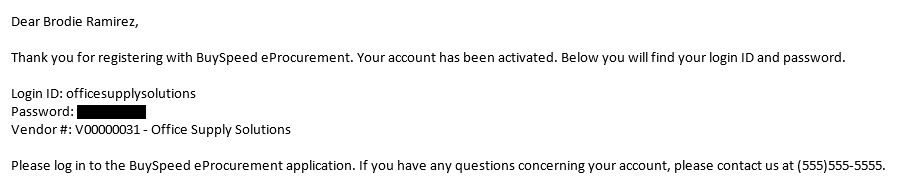 Dear Brodie Ramirez,
Thank you for registering with BuySpeed eProcurement. Your account has been activated. Below you will find your login ID and password.
Login ID: officesupplysolutions
Password:
Vendor #: V00000031 - Office Supply Solutions
Please log in to the BuySpeed eProcurement application. If you have any questions concerning your account, please contact us at (555)555-5555.